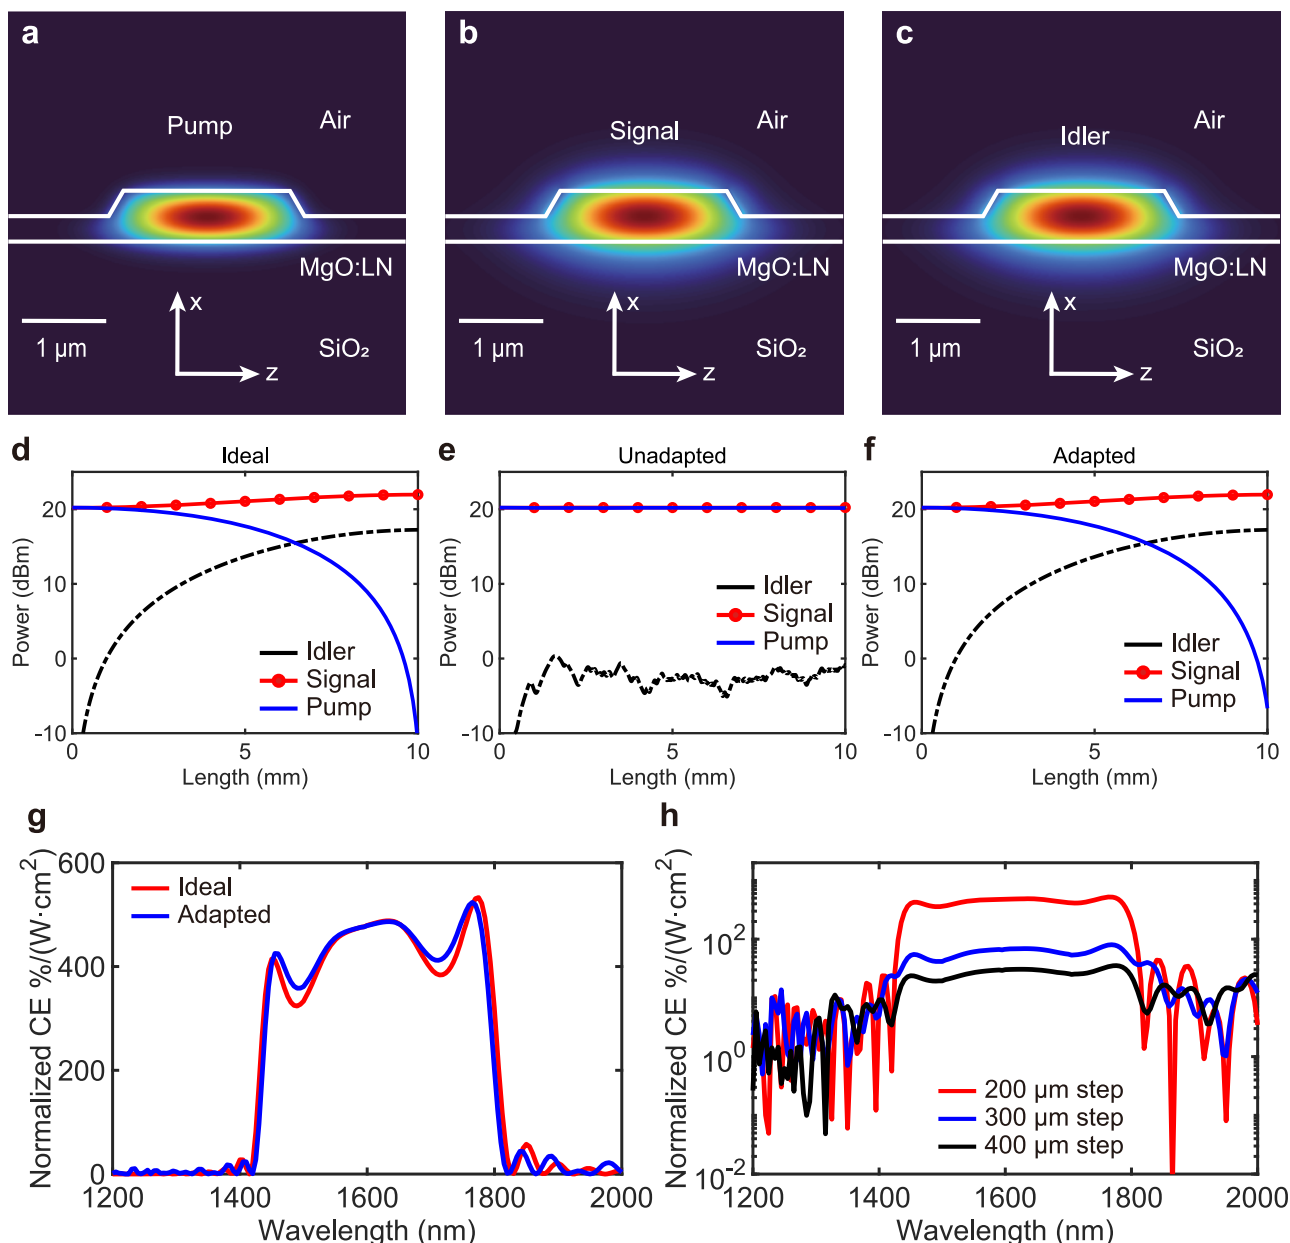 a
Pump
Air
MgO:LN
x
z
1 µm
SiO₂
b
Signal
Air
MgO:LN
x
z
1 µm
SiO₂
c
Idler
Air
MgO:LN
x
z
1 µm
SiO₂
d
Ideal
Power (dBm)
20
10
0
-10
Idler
Signal
Pump
0
5
10
Length (mm)
e
Unadapted
Power (dBm)
20
10
0
-10
Idler
Signal
Pump
0
5
10
Length (mm)
f
Adapted
Power (dBm)
20
10
0
-10
Idler
Signal
Pump
0
5
10
Length (mm)
g
Normalized CE %/(W·cm²)
600
400
200
0
Ideal
Adapted
1200
1400
1600
1800
2000
Wavelength (nm)
h
Normalized CE %/(W·cm²)
10²
10⁰
10⁻²
200 µm step
300 µm step
400 µm step
1200
1400
1600
1800
2000
Wavelength (nm)